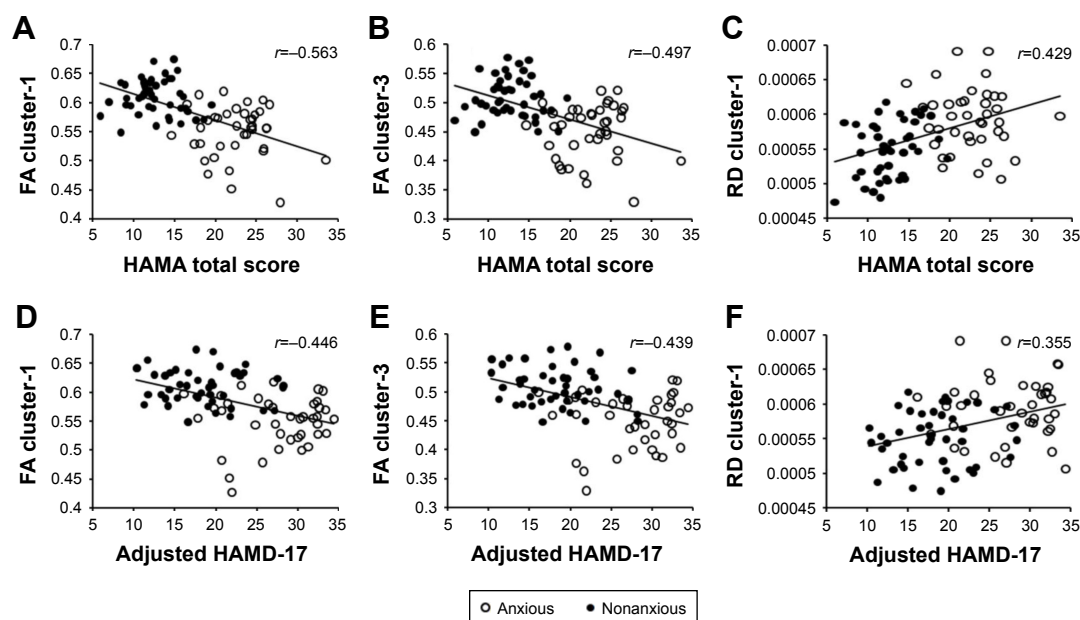 A
r=–0.563
0.7
0.65
0.6
0.55
0.5
0.45
0.4
FA cluster-1
5 10 15 20 25 30 35
HAMA total score
B
r=–0.497
0.6
0.55
0.5
0.45
0.4
0.35
0.3
FA cluster-3
5 10 15 20 25 30 35
HAMA total score
C
r=0.429
0.0007
0.00065
0.0006
0.00055
0.0005
0.00045
RD cluster-1
5 10 15 20 25 30 35
HAMA total score
D
r=–0.446
0.7
0.65
0.6
0.55
0.5
0.45
0.4
FA cluster-1
5 10 15 20 25 30 35
Adjusted HAMD-17
E
r=–0.439
0.6
0.55
0.5
0.45
0.4
0.35
0.3
FA cluster-3
5 10 15 20 25 30 35
Adjusted HAMD-17
F
r=0.355
0.0007
0.00065
0.0006
0.00055
0.0005
0.00045
RD cluster-1
5 10 15 20 25 30 35
Adjusted HAMD-17
Anxious Nonanxious